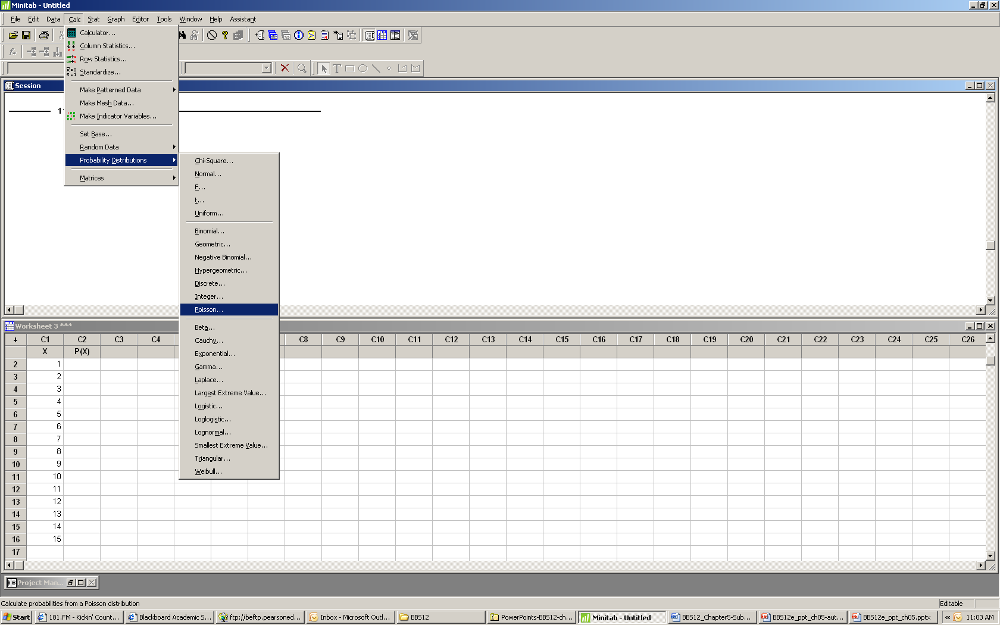 Minitab - Untitled
File Edit Data Calc Stat Graph Editor Tools Window Help Assistant
Calculator...
Column Statistics...
Row Statistics...
Standardize...
Make Patterned Data
Make Mesh Data...
Make Indicator Variables...
Set Base...
Random Data
Probability Distributions
Matrices
Chi-Square...
Normal...
F...
t...
Uniform...
Binomial...
Geometric...
Negative Binomial...
Hypergeometric...
Discrete...
Integer...
Poisson...
Beta...
Cauchy...
Exponential...
Gamma...
Laplace...
Largest Extreme Value...
Logistic...
Loglogistic...
Lognormal...
Smallest Extreme Value...
Triangular...
Weibull...
Session
Worksheet 3 ***
C1 C2 C3 C4 C8 C9 C10 C11 C12 C13 C14 C15 C16 C17 C18 C19 C20 C21 C22 C23 C24 C25 C26
X P(X)
2 1
3 2
4 3
5 4
6 5
7 6
8 7
9 8
10 9
11 10
12 11
13 12
14 13
15 14
16 15
17
Project Man...
Calculate probabilities from a Poisson distribution
Editable
Start 181.FM - Kickin' Count... Blackboard Academic S... ftp://beftp.pearsoned... Inbox - Microsoft Outl... BBS12 PowerPoints-BBS12-ch... Minitab - Untitled BBS12_Chapter5-Sub... BBS12e_ppt_ch05-aut... BBS12e_ppt_ch05.pptx 11:03 AM